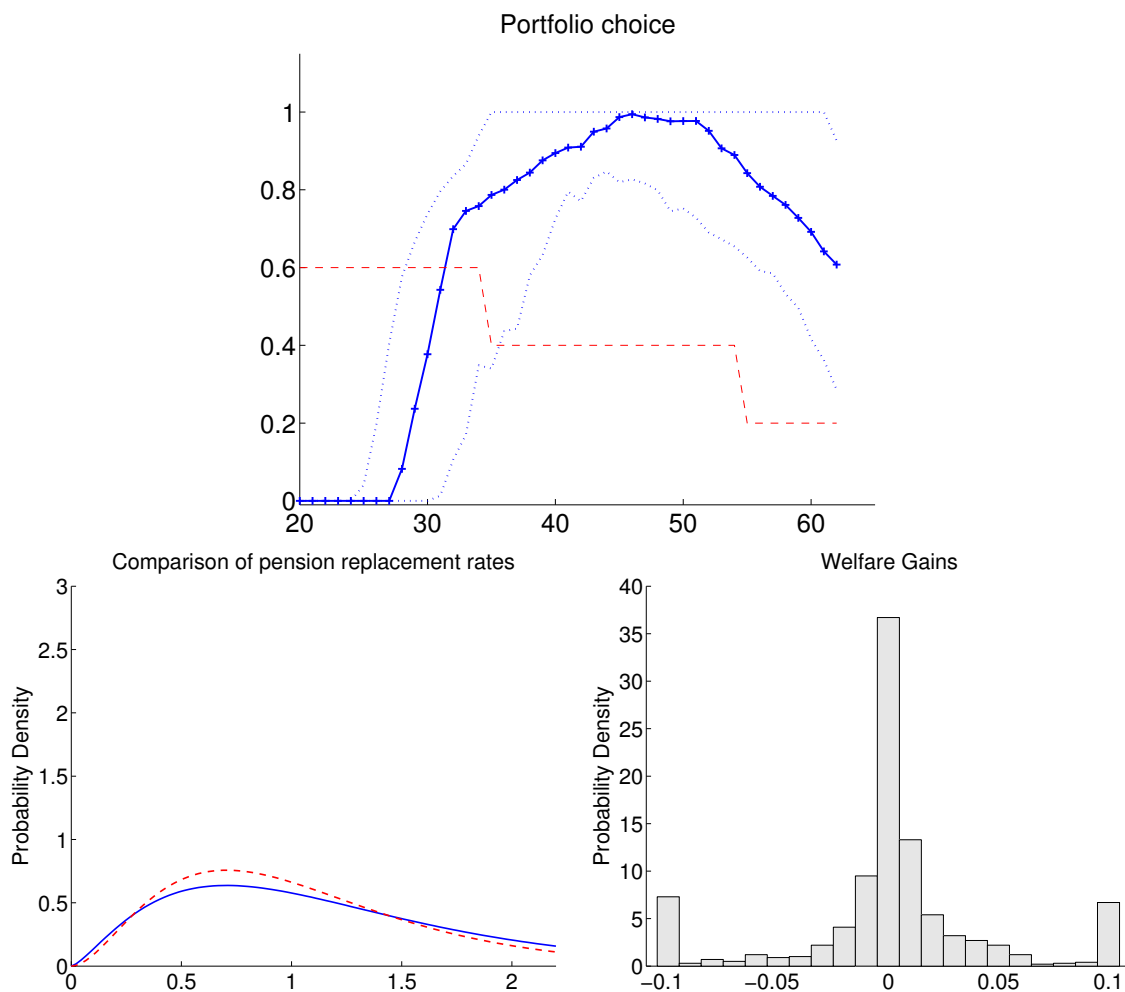 Portfolio choice
1
0.8
0.6
0.4
0.2
0
20 30 40 50 60
Comparison of pension replacement rates
Probability Density
3
2.5
2
1.5
1
0.5
0
0 0.5 1 1.5 2
Welfare Gains
Probability Density
40
35
30
25
20
15
10
5
0
−0.1 −0.05 0 0.05 0.1